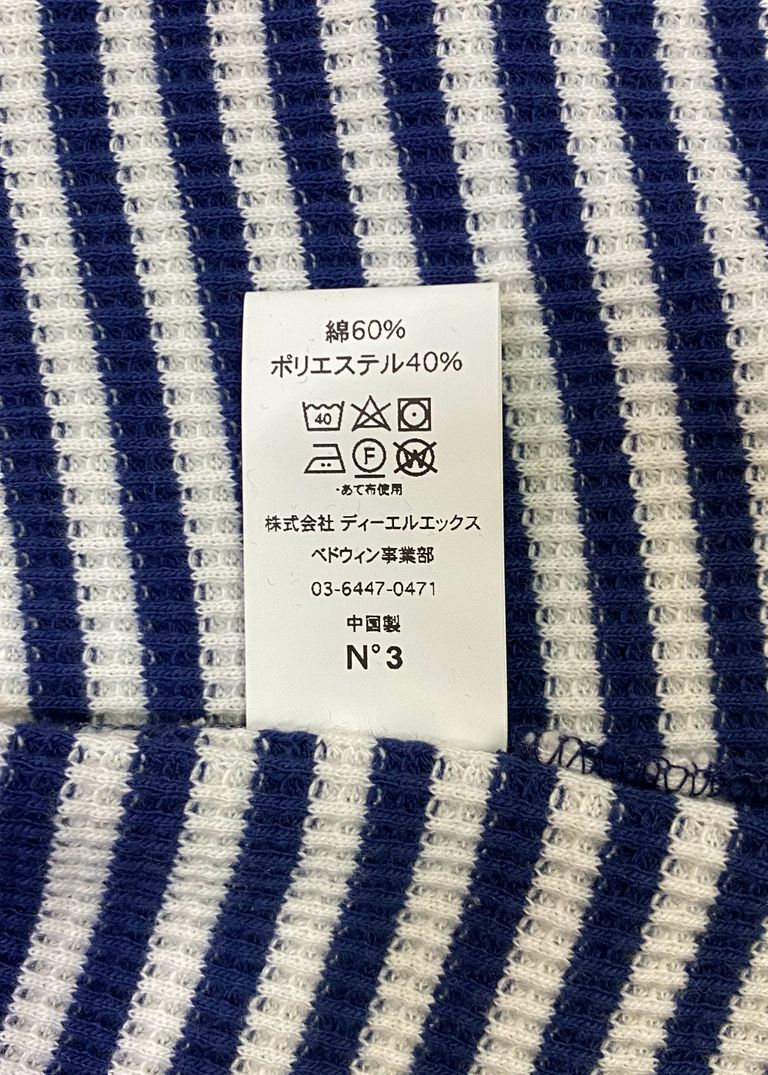 綿60%
ポリエステル40%
40
F W
・あて布使用
株式会社 ディーエルエックス
ベドウィン事業部
03-6447-0471
中国製
N°3